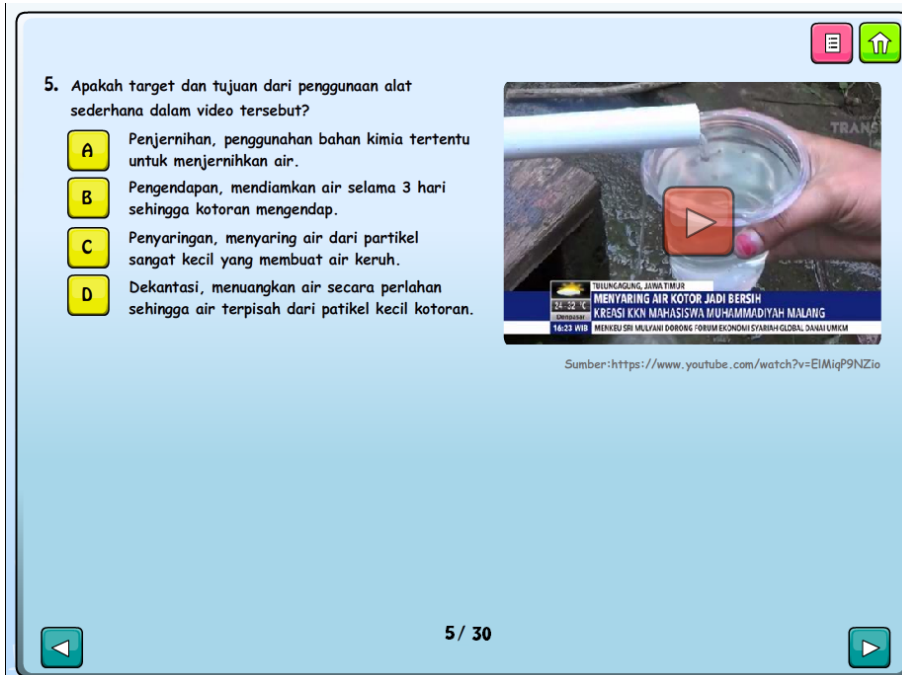 5. Apakah target dan tujuan dari penggunaan alat
sederhana dalam video tersebut?
A Penjernihan, penggunahan bahan kimia tertentu
untuk menjernihkan air.
B Pengendapan, mendiamkan air selama 3 hari
sehingga kotoran mengendap.
C Penyaringan, menyaring air dari partikel
sangat kecil yang membuat air keruh.
D Dekantasi, menuangkan air secara perlahan
sehingga air terpisah dari patikel kecil kotoran.
TRANS
TULUNGAGUNG, JAWA TIMUR
24-32 °C
MENYARING AIR KOTOR JADI BERSIH
KREASI KKN MAHASISWA MUHAMMADIYAH MALANG
Denpasar
16:23 WIB MENKEU SRI MULYANI DORONG FORUM EKONOMI SYARIAH GLOBAL DANAI UMKM
Sumber:https://www.youtube.com/watch?v=ElMiqP9NZio
5/ 30